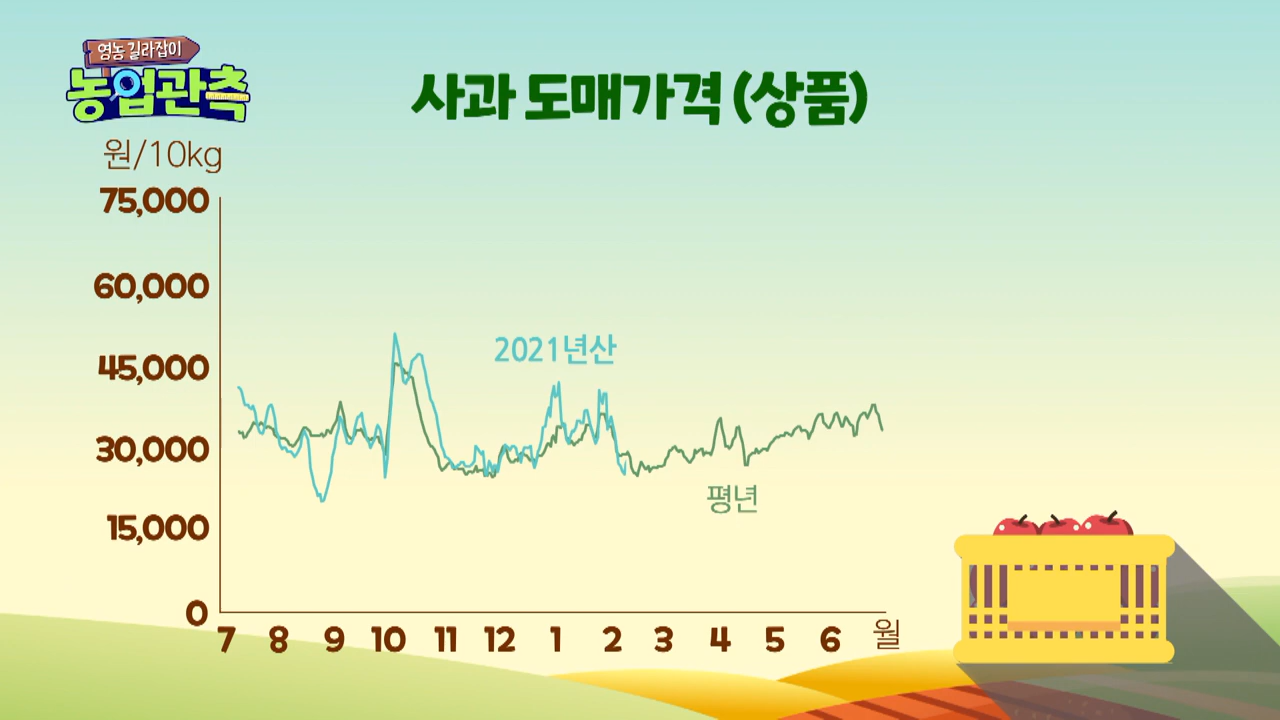 영농 길라잡이
농업관측
사과 도매가격 (상품)
원/10kg
75,000
60,000
45,000
30,000
15,000
0
2021년산
평년
7 8 9 10 11 12 1 2 3 4 5 6 월